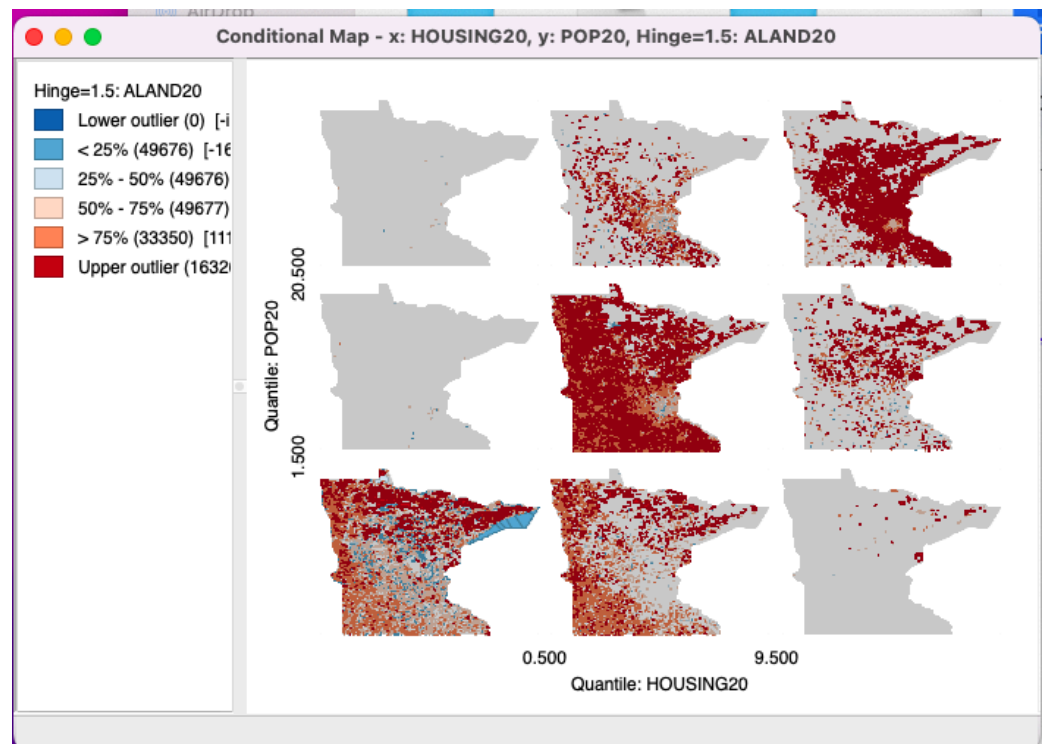 AirDrop
Conditional Map - x: HOUSING20, y: POP20, Hinge=1.5: ALAND20
Hinge=1.5: ALAND20
Lower outlier (0) [-i
< 25% (49676) [-16
25% - 50% (49676)
50% - 75% (49677)
> 75% (33350) [111
Upper outlier (1632
Quantile: POP20
20.500
1.500
0.500
9.500
Quantile: HOUSING20